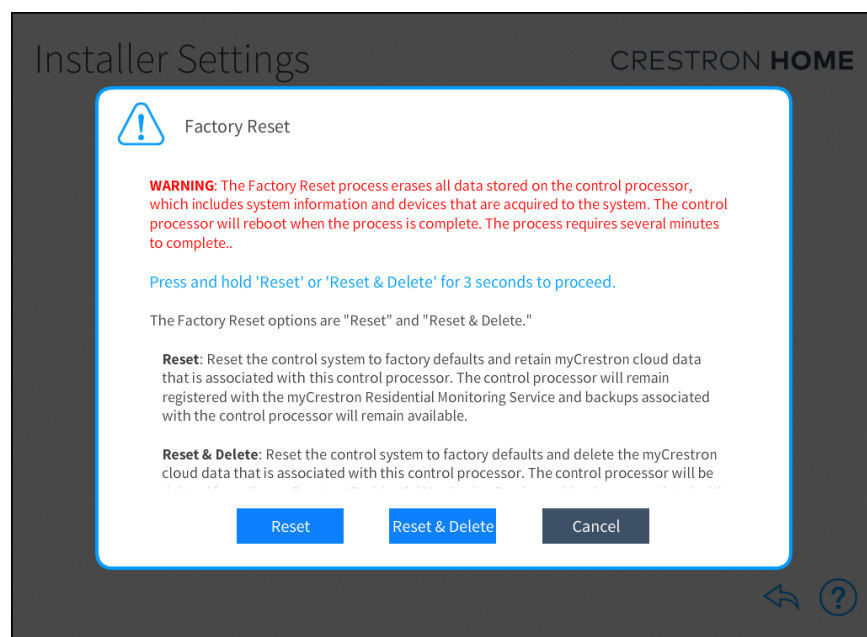 Installer Settings
CRESTRON HOME
Factory Reset
WARNING: The Factory Reset process erases all data stored on the control processor,
which includes system information and devices that are acquired to the system. The control
processor will reboot when the process is complete. The process requires several minutes
to complete..
Press and hold 'Reset' or 'Reset & Delete' for 3 seconds to proceed.
The Factory Reset options are "Reset" and "Reset & Delete."
Reset: Reset the control system to factory defaults and retain myCrestron cloud data
that is associated with this control processor. The control processor will remain
registered with the myCrestron Residential Monitoring Service and backups associated
with the control processor will remain available.
Reset & Delete: Reset the control system to factory defaults and delete the myCrestron
cloud data that is associated with this control processor. The control processor will be
Reset
Reset & Delete
Cancel
?